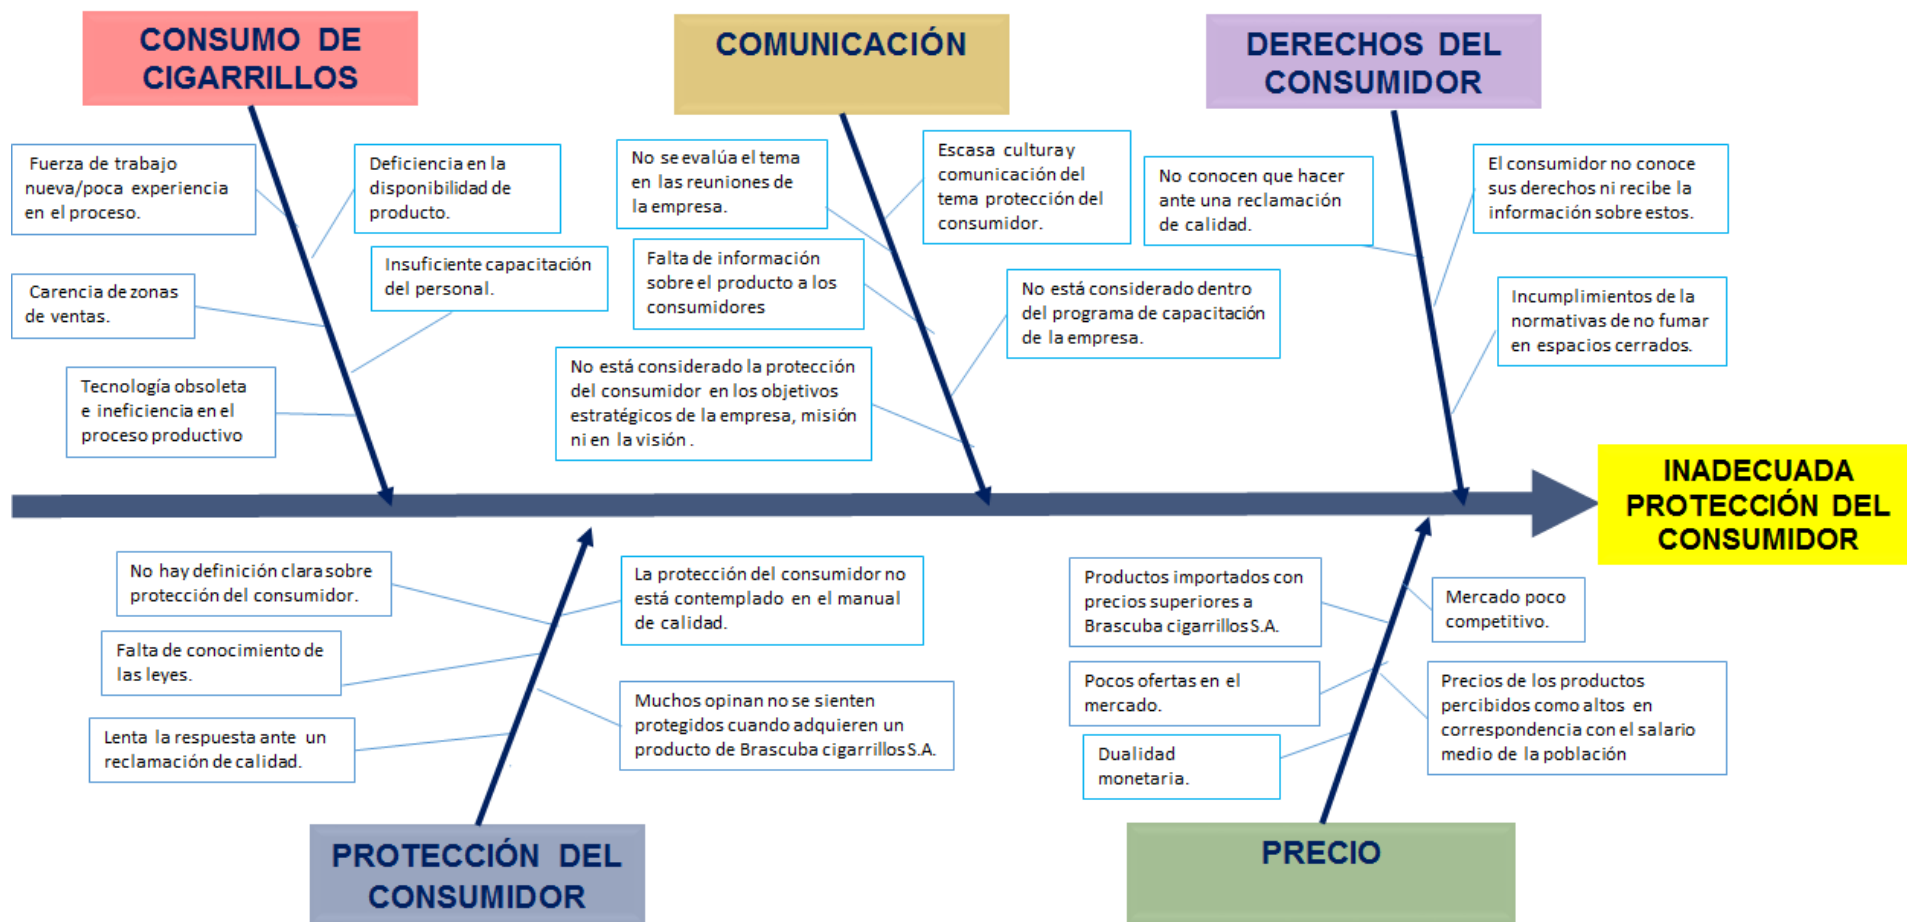 CONSUMO DE
CIGARRILLOS
COMUNICACIÓN
DERECHOS DEL
CONSUMIDOR
Fuerza de trabajo
nueva/poca experiencia
en el proceso.
Deficiencia en la
disponibilidad de
producto.
Carencia de zonas
de ventas.
Insuficiente capacitación
del personal.
Tecnología obsoleta
e ineficiencia en el
proceso productivo
No se evalúa el tema
en las reuniones de
la empresa.
Escasa cultura y
comunicación del
tema protección del
consumidor.
Falta de información
sobre el producto a los
consumidores
No está considerado dentro
del programa de capacitación
de la empresa.
No está considerado la protección
del consumidor en los objetivos
estratégicos de la empresa, misión
ni en la visión .
No conocen que hacer
ante una reclamación
de calidad.
El consumidor no conoce
sus derechos ni recibe la
información sobre estos.
Incumplimientos de la
normativas de no fumar
en espacios cerrados.
INADECUADA
PROTECCIÓN DEL
CONSUMIDOR
No hay definición clara sobre
protección del consumidor.
La protección del consumidor no
está contemplado en el manual
de calidad.
Falta de conocimiento de
las leyes.
Muchos opinan no se sienten
protegidos cuando adquieren un
producto de Brascuba cigarrillos S.A.
Lenta la respuesta ante un
reclamación de calidad.
Productos importados con
precios superiores a
Brascuba cigarrillos S.A.
Mercado poco
competitivo.
Pocos ofertas en el
mercado.
Precios de los productos
percibidos como altos en
correspondencia con el salario
medio de la población
Dualidad
monetaria.
PROTECCIÓN DEL
CONSUMIDOR
PRECIO